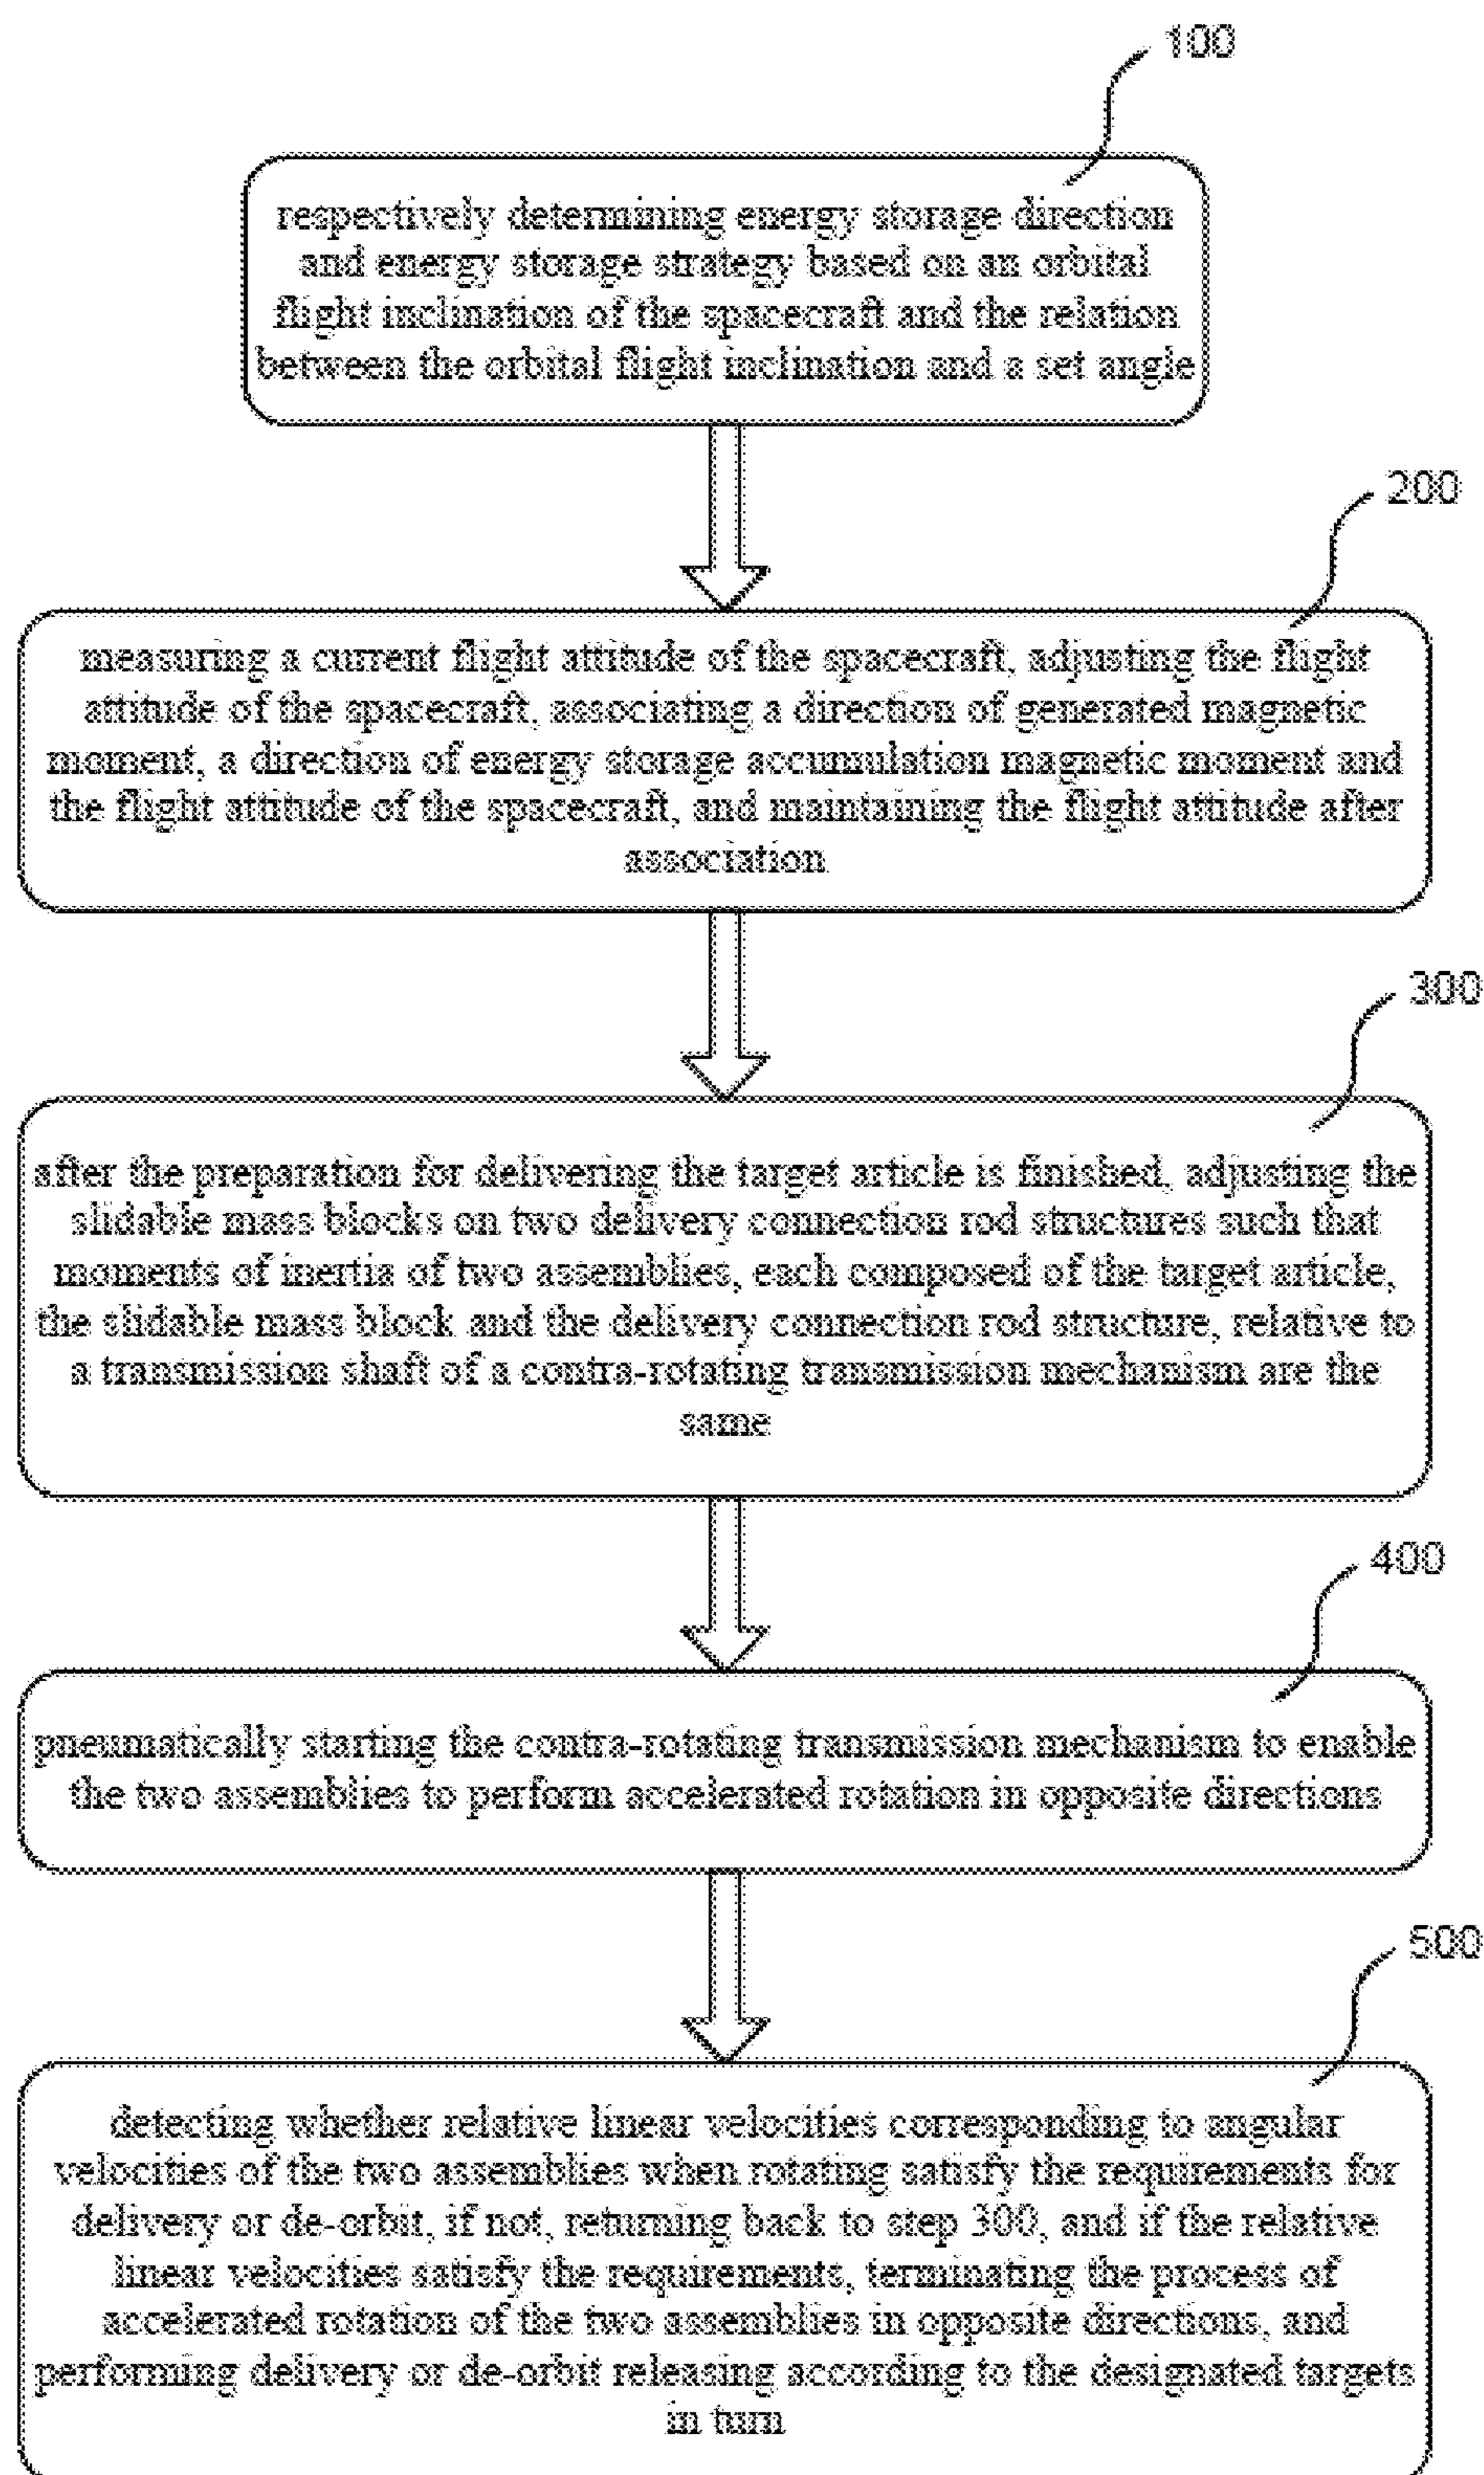 100
respectively determining energy storage direction
and energy storage strategy based on an orbital
flight inclination of the spacecraft and the relation
between the orbital flight inclination and a set angle
200
measuring a current flight attitude of the spacecraft, adjusting the flight
attitude of the spacecraft, associating a direction of generated magnetic
moment, a direction of energy storage accumulation magnetic moment and
the flight attitude of the spacecraft, and maintaining the flight attitude after
association
300
after the preparation for delivering the target article is finished, adjusting the
slidable mass blocks on two delivery connection rod structures such that
moments of inertia of two assemblies, each composed of the target article,
the slidable mass block and the delivery connection rod structure, relative to
a transmission shaft of a contra-rotating transmission mechanism are the
same
400
pneumatically starting the contra-rotating transmission mechanism to enable
the two assemblies to perform accelerated rotation in opposite directions
500
detecting whether relative linear velocities corresponding to angular
velocities of the two assemblies when rotating satisfy the requirements for
delivery or de-orbit, if not, returning back to step 300, and if the relative
linear velocities satisfy the requirements, terminating the process of
accelerated rotation of the two assemblies in opposite directions, and
performing delivery or de-orbit releasing according to the designated targets
in turn